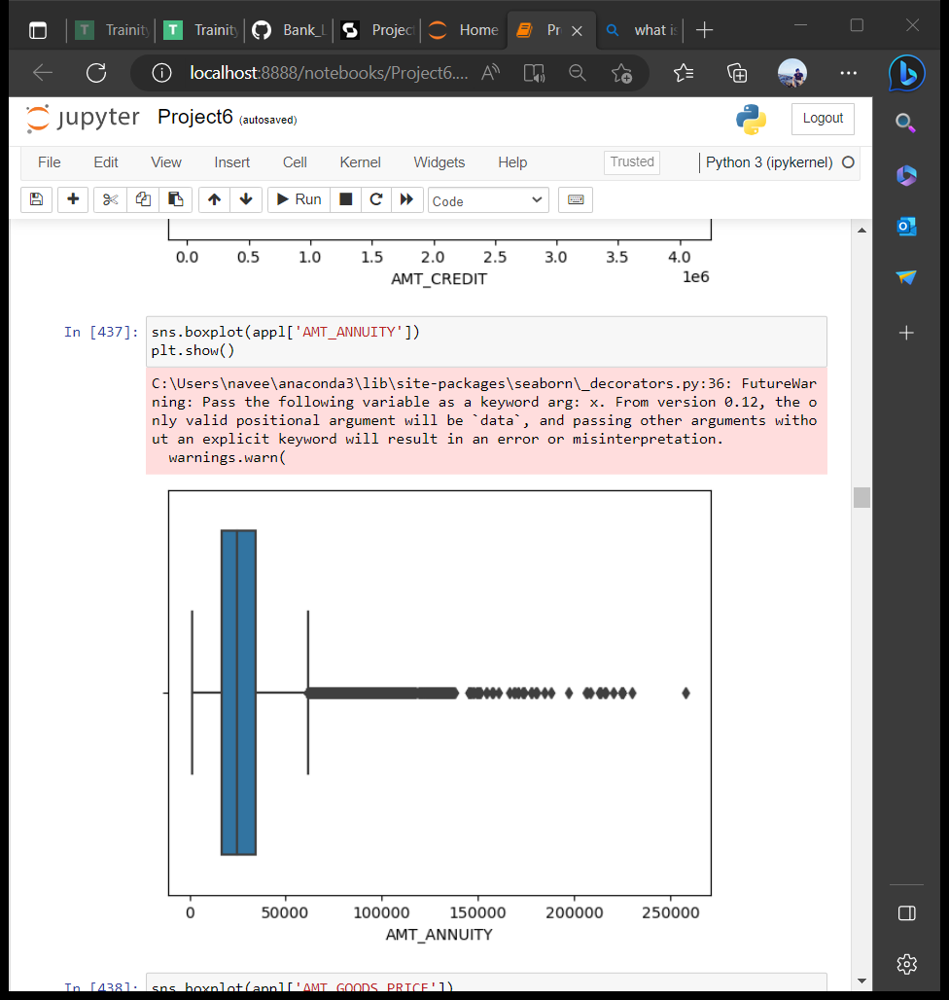 Trainity
Trainity
Bank_L
Project
Home
Pr
what is
localhost:8888/notebooks/Project6....
jupyter Project6 (autosaved)
Logout
File Edit View Insert Cell Kernel Widgets Help
Trusted
Python 3 (ipykernel)
Run
Code
0.0 0.5 1.0 1.5 2.0 2.5 3.0 3.5 4.0
AMT_CREDIT
1e6
In [437]: sns.boxplot(appl['AMT_ANNUITY'])
plt.show()
C:\Users\navee\anaconda3\lib\site-packages\seaborn\_decorators.py:36: FutureWar
ning: Pass the following variable as a keyword arg: x. From version 0.12, the o
nly valid positional argument will be `data`, and passing other arguments witho
ut an explicit keyword will result in an error or misinterpretation.
warnings.warn(
0 50000 100000 150000 200000 250000
AMT_ANNUITY
In [438]: sns.boxplot(appl['AMT_GOODS_PRICE'])